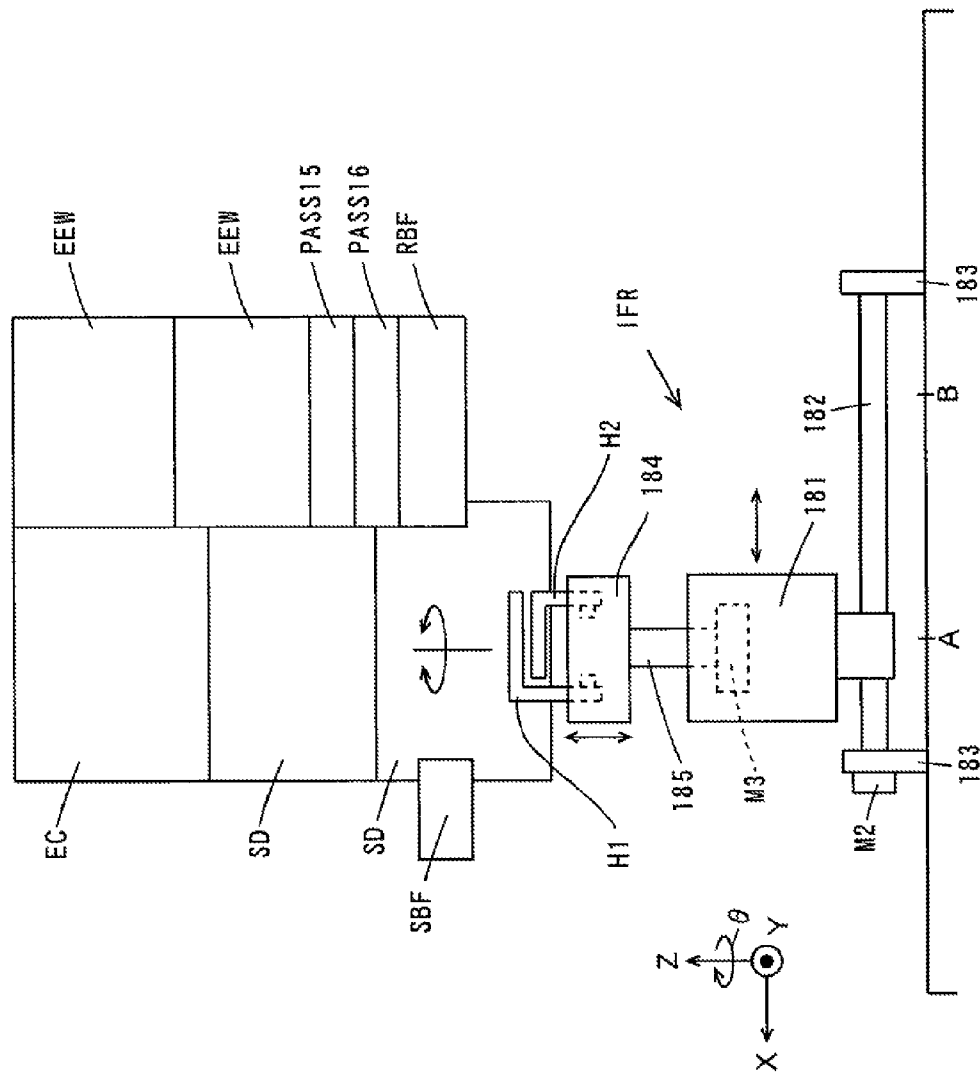 EEW
EEW
PASS15
PASS16
RBF
IFR
EC
SD
SD
SBF
H2
184
H1
185
M3
181
182
183
183
M2
A
B
Z
θ
Y
X